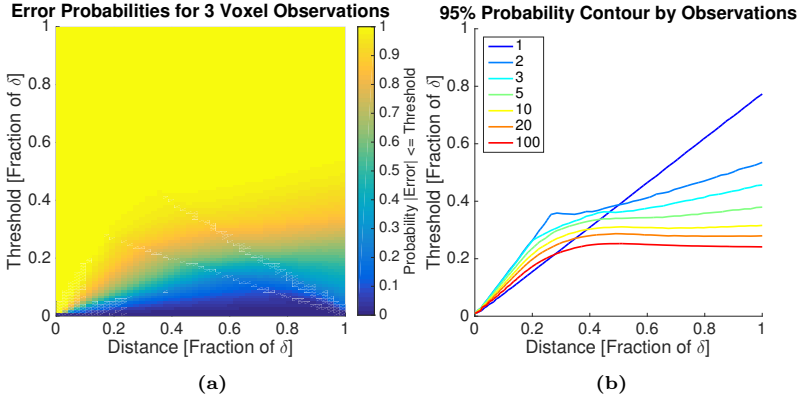 Error Probabilities for 3 Voxel Observations
1
0.8
0.6
0.4
0.2
0
Threshold [Fraction of δ]
0 0.2 0.4 0.6 0.8 1
Distance [Fraction of δ]
1
0.9
0.8
0.7
0.6
0.5
0.4
0.3
0.2
0.1
0
Probability |Error| <= Threshold
(a)
95% Probability Contour by Observations
1
0.8
0.6
0.4
0.2
0
Threshold [Fraction of δ]
1
2
3
5
10
20
100
0 0.2 0.4 0.6 0.8 1
Distance [Fraction of δ]
(b)